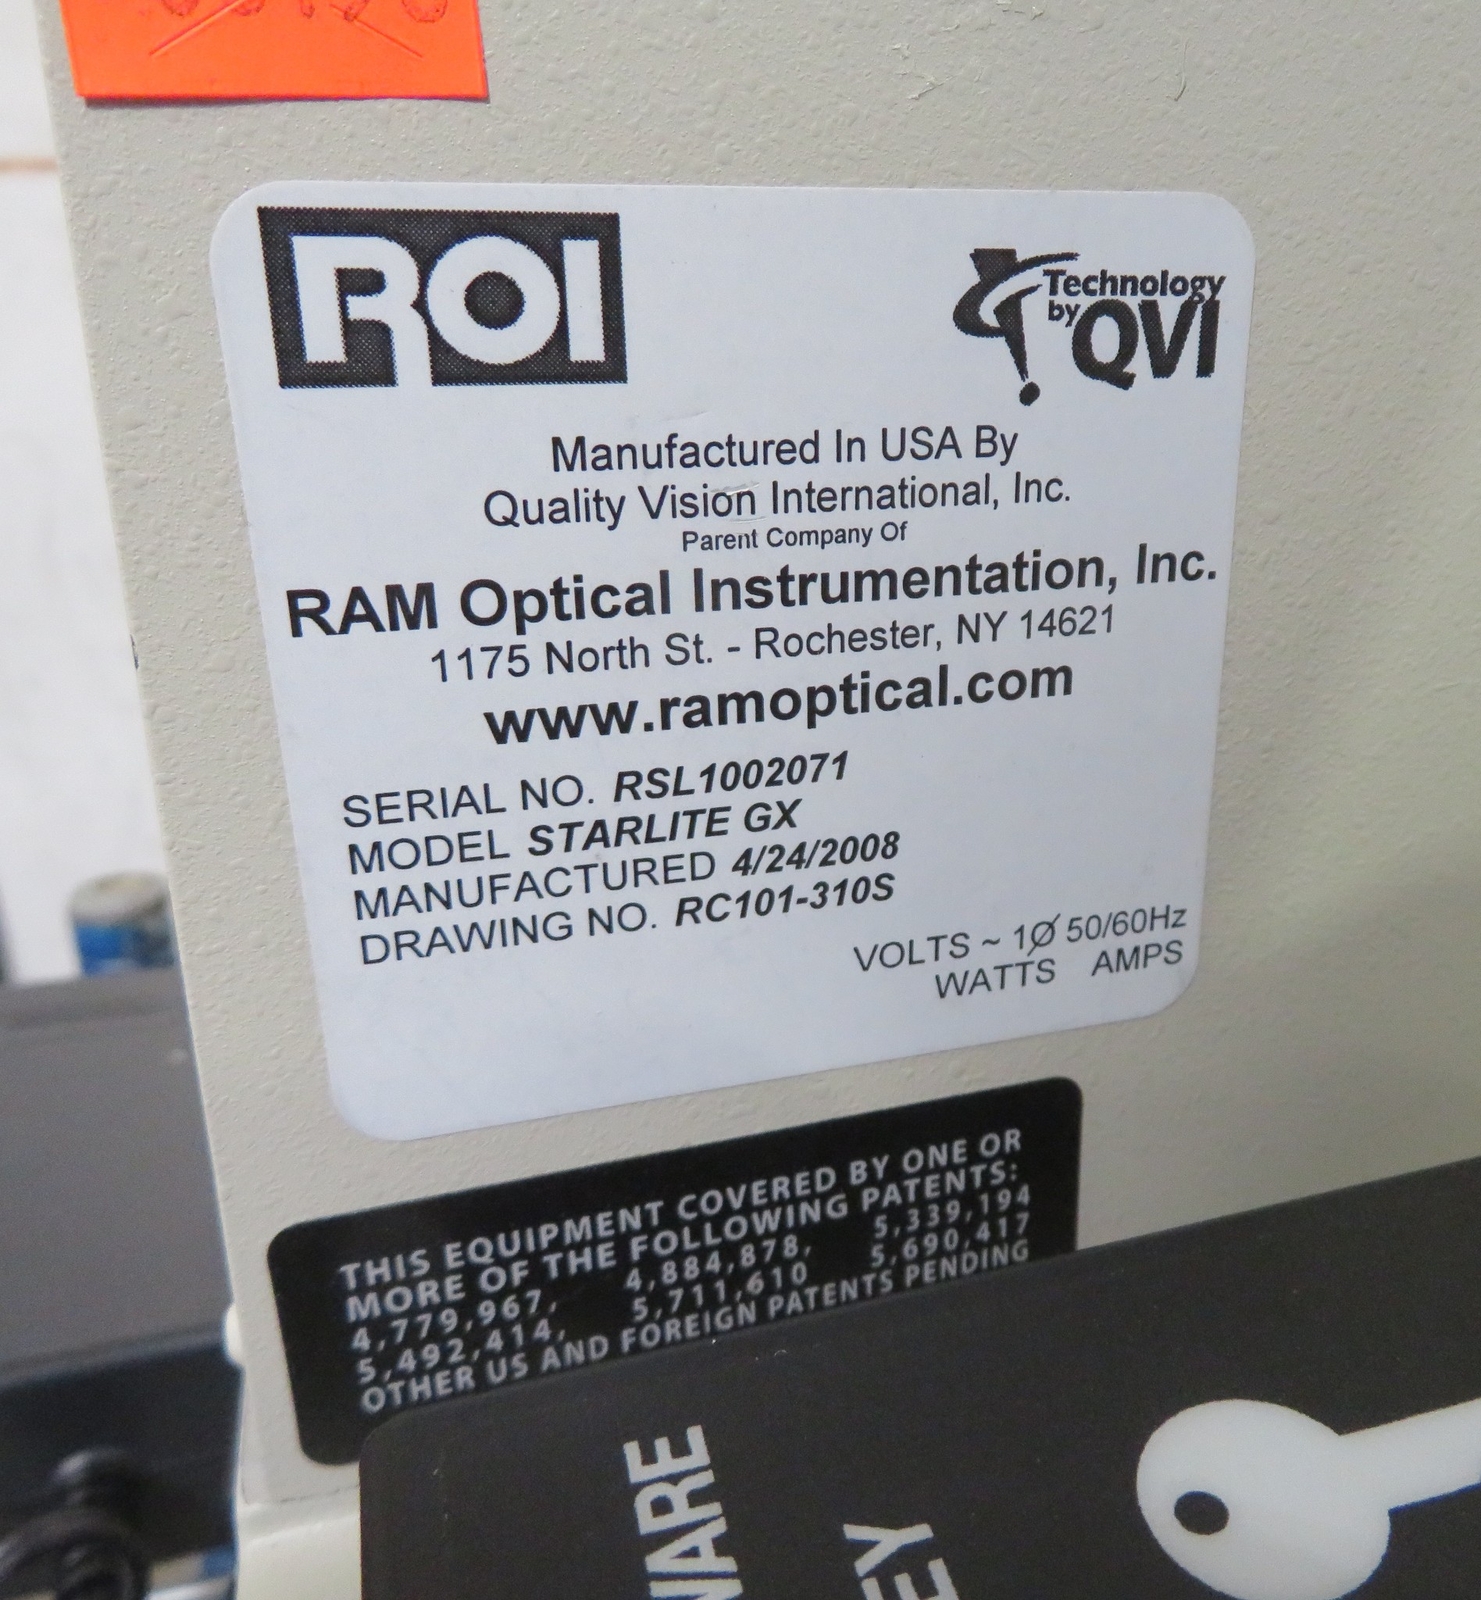 ROI
Technology
by QVI
Manufactured In USA By
Quality Vision International, Inc.
Parent Company Of
RAM Optical Instrumentation, Inc.
1175 North St. - Rochester, NY 14621
www.ramoptical.com
SERIAL NO. RSL1002071
MODEL STARLITE GX
MANUFACTURED 4/24/2008
DRAWING NO. RC101-310S
VOLTS ~ 1Ø 50/60Hz
WATTS AMPS
THIS EQUIPMENT COVERED BY ONE OR
MORE OF THE FOLLOWING PATENTS:
4,779,967, 4,884,878, 5,339,194
5,492,414, 5,711,610 5,690,417
OTHER US AND FOREIGN PATENTS PENDING
WARE
EY